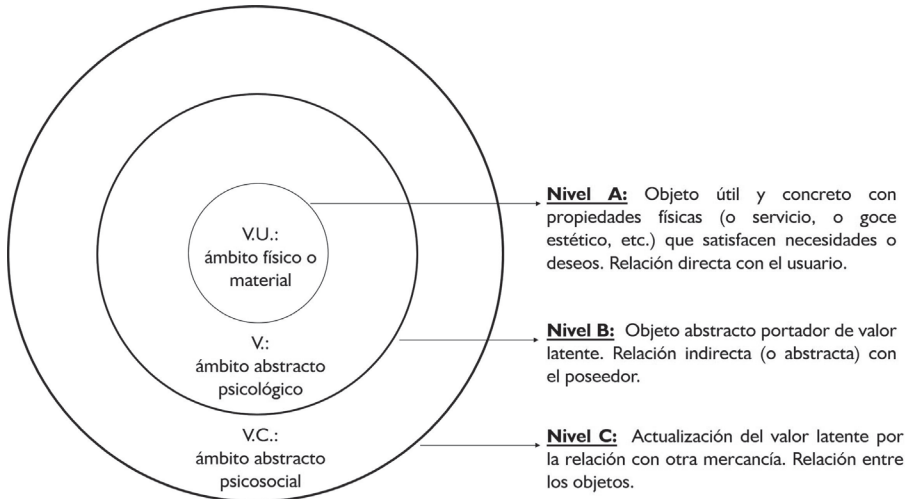 V.U.:
ámbito físico o
material
V.:
ámbito abstracto
psicológico
V.C.:
ámbito abstracto
psicosocial
Nivel A: Objeto útil y concreto con
propiedades físicas (o servicio, o goce
estético, etc.) que satisfacen necesidades o
deseos. Relación directa con el usuario.
Nivel B: Objeto abstracto portador de valor
latente. Relación indirecta (o abstracta) con
el poseedor.
Nivel C: Actualización del valor latente por
la relación con otra mercancía. Relación entre
los objetos.